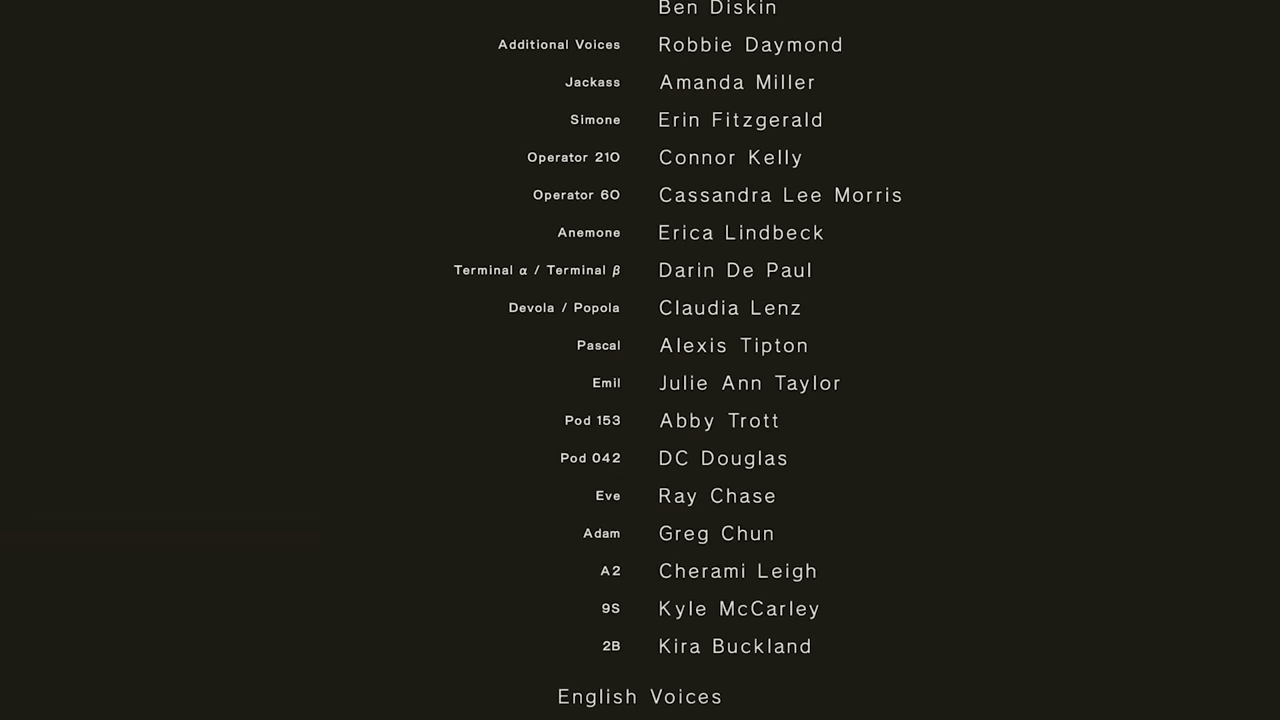 Ben Diskin
Additional Voices Robbie Daymond
Jackass Amanda Miller
Simone Erin Fitzgerald
Operator 21O Connor Kelly
Operator 6O Cassandra Lee Morris
Anemone Erica Lindbeck
Terminal α / Terminal β Darin De Paul
Devola / Popola Claudia Lenz
Pascal Alexis Tipton
Emil Julie Ann Taylor
Pod 153 Abby Trott
Pod 042 DC Douglas
Eve Ray Chase
Adam Greg Chun
A2 Cherami Leigh
9S Kyle McCarley
2B Kira Buckland
English Voices